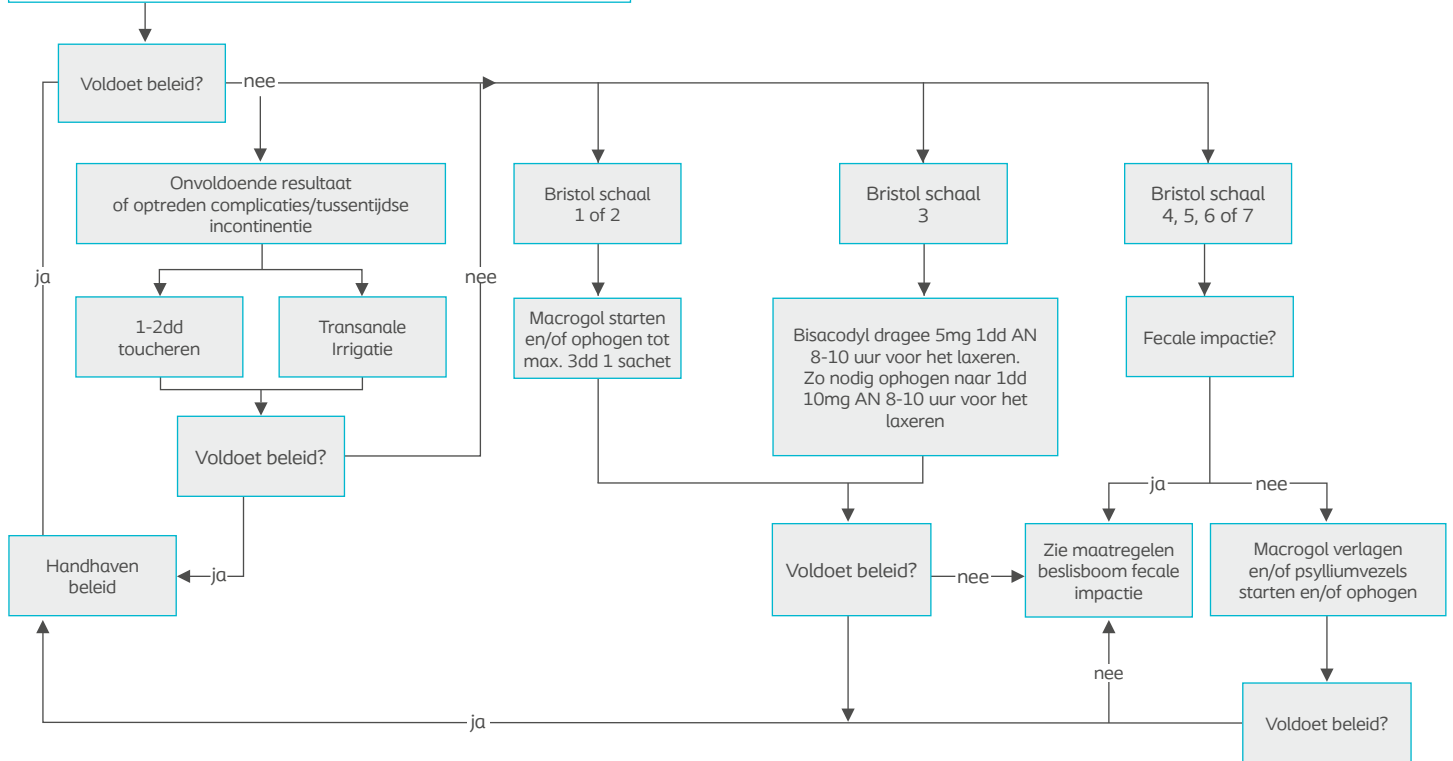 Voldoet beleid?
nee
Onvoldoende resultaat
of optreden complicaties/tussentijdse
incontinentie
Bristol schaal
1 of 2
Bristol schaal
3
Bristol schaal
4, 5, 6 of 7
ja
nee
1-2dd
toucheren
Transanale
Irrigatie
Macrogol starten
en/of ophogen tot
max. 3dd 1 sachet
Bisacodyl dragee 5mg 1dd AN
8-10 uur voor het laxeren.
Zo nodig ophogen naar 1dd
10mg AN 8-10 uur voor het
laxeren
Fecale impactie?
Voldoet beleid?
ja
nee
Handhaven
beleid
ja
Voldoet beleid?
nee
Zie maatregelen
beslisboom fecale
impactie
Macrogol verlagen
en/of psylliumvezels
starten en/of ophogen
nee
ja
Voldoet beleid?